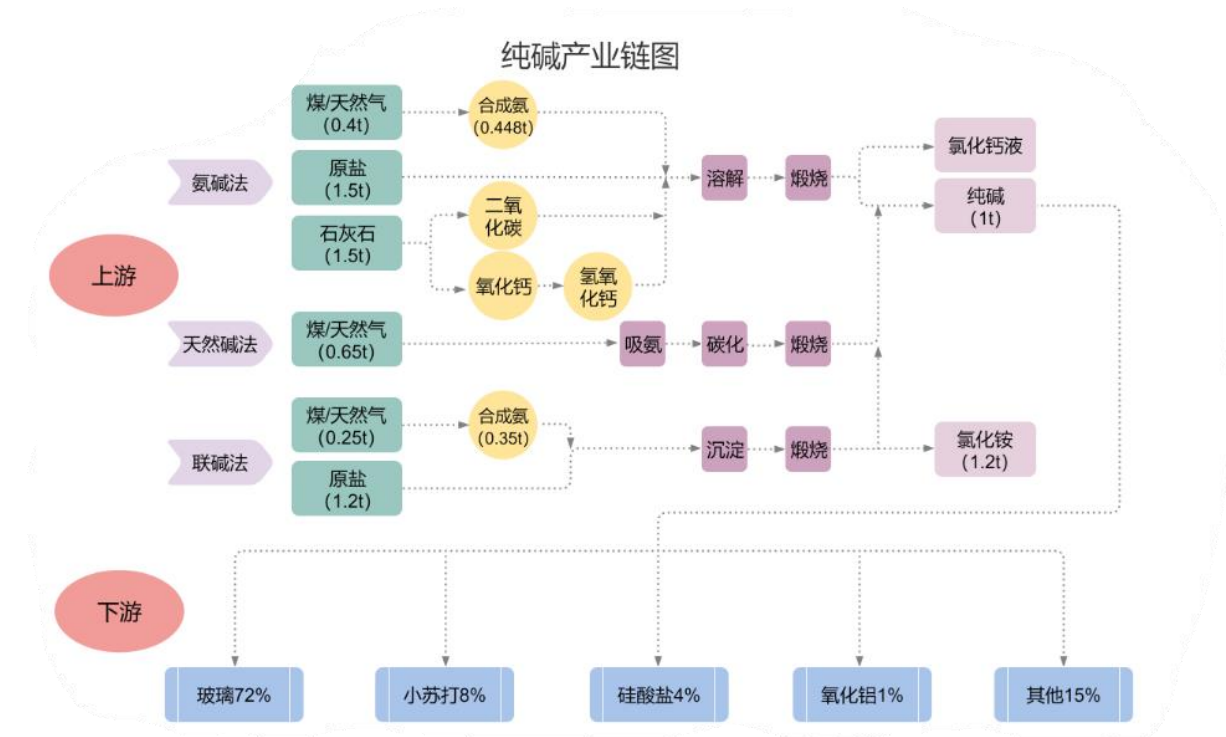 纯碱产业链图
煤/天然气
(0.4t)
合成氨
(0.448t)
氯化钙液
氨碱法
原盐
(1.5t)
溶解
煅烧
纯碱
(1t)
石灰石
(1.5t)
二氧
化碳
上游
氧化钙
氢氧
化钙
天然碱法
煤/天然气
(0.65t)
吸氨
碳化
煅烧
煤/天然气
(0.25t)
合成氨
(0.35t)
联碱法
沉淀
煅烧
氯化铵
(1.2t)
原盐
(1.2t)
下游
玻璃72%
小苏打8%
硅酸盐4%
氧化铝1%
其他15%